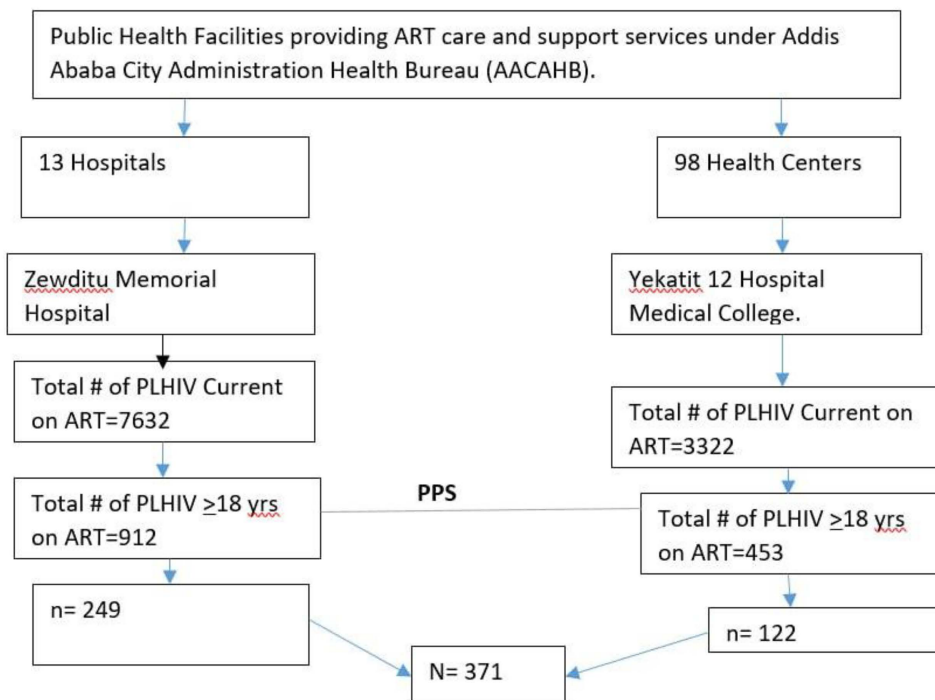 Public Health Facilities providing ART care and support services under Addis
Ababa City Administration Health Bureau (AACAHB).
13 Hospitals
98 Health Centers
Zewditu Memorial
Hospital
Yekatit 12 Hospital
Medical College.
Total # of PLHIV Current
on ART=7632
Total # of PLHIV Current on
ART=3322
Total # of PLHIV ≥18 yrs
on ART=912
PPS
Total # of PLHIV ≥18 yrs
on ART=453
n= 249
n= 122
N= 371